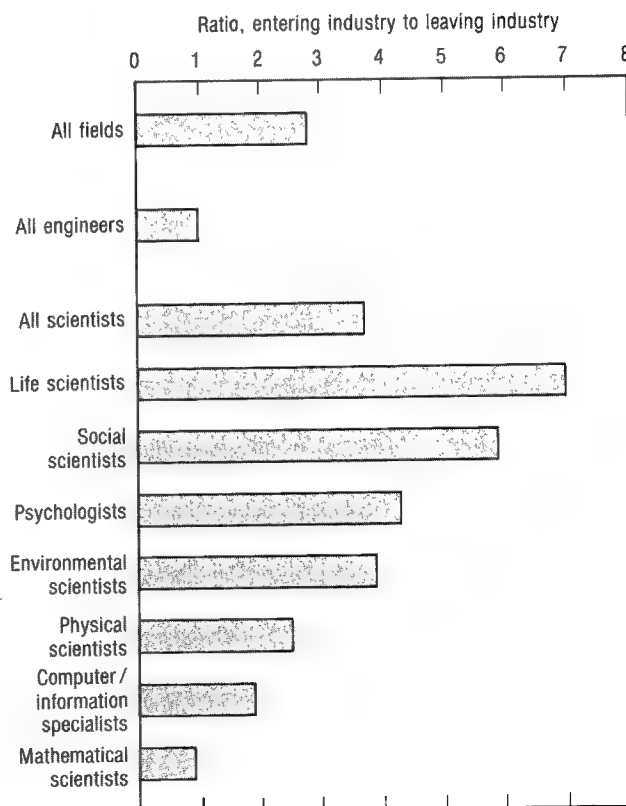 Ratio, entering industry to leaving industry
0 1 2 3 4 5 6 7 8
All fields
All engineers
All scientists
Life scientists
Social
scientists
Psychologists
Environmental
scientists
Physical
scientists
Computer/
information
specialists
Mathematical
scientists